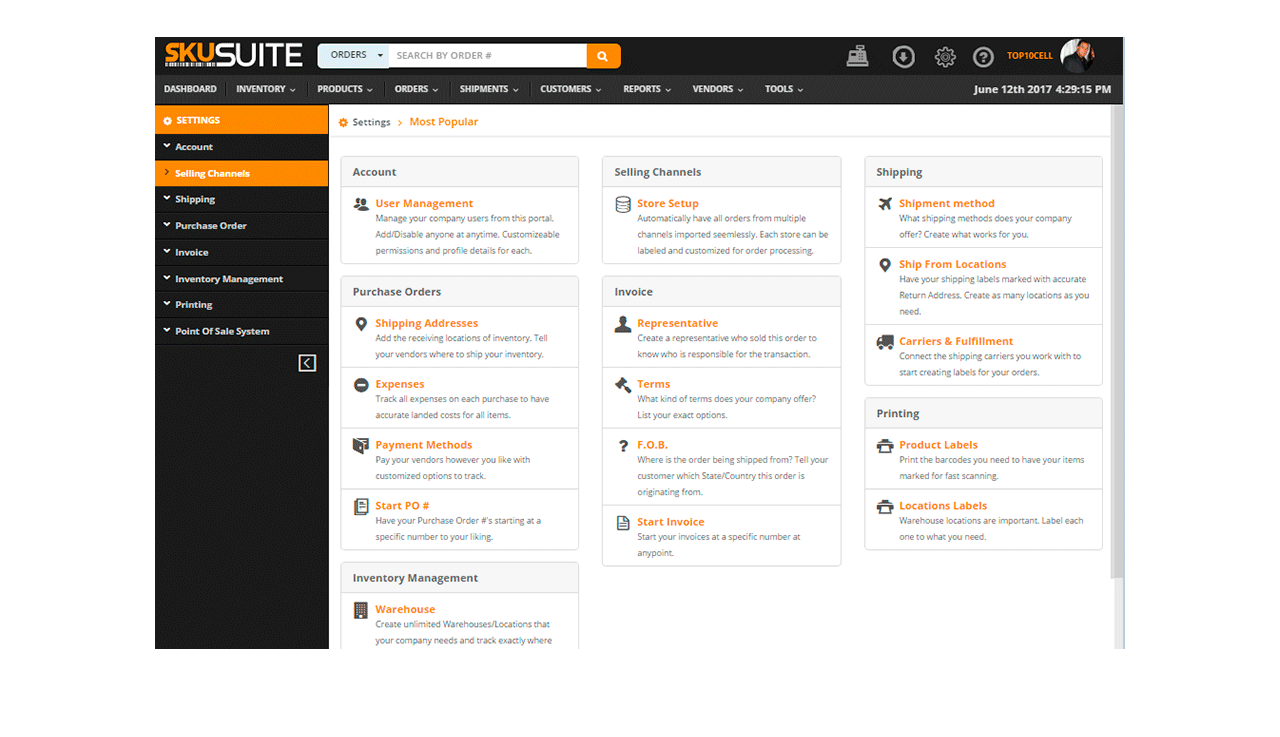 SKUSUITE
ORDERS
SEARCH BY ORDER #
TOP10CELL
DASHBOARD
INVENTORY
PRODUCTS
ORDERS
SHIPMENTS
CUSTOMERS
REPORTS
VENDORS
TOOLS
June 12th 2017 4:29:15 PM
SETTINGS
Account
Selling Channels
Shipping
Purchase Order
Invoice
Inventory Management
Printing
Point Of Sale System
Settings > Most Popular
Account
User Management
Manage your company users from this portal.
Add/Disable anyone at anytime. Customizeable
permissions and profile details for each.
Purchase Orders
Shipping Addresses
Add the receiving locations of inventory. Tell
your vendors where to ship your inventory.
Expenses
Track all expenses on each purchase to have
accurate landed costs for all items.
Payment Methods
Pay your vendors however you like with
customized options to track.
Start PO #
Have your Purchase Order #'s starting at a
specific number to your liking.
Inventory Management
Warehouse
Create unlimited Warehouses/Locations that
your company needs and track exactly where
Selling Channels
Store Setup
Automatically have all orders from multiple
channels imported seemlessly. Each store can be
labeled and customized for order processing.
Invoice
Representative
Create a representative who sold this order to
know who is responsible for the transaction.
Terms
What kind of terms does your company offer?
List your exact options.
F.O.B.
Where is the order being shipped from? Tell your
customer which State/Country this order is
originating from.
Start Invoice
Start your invoices at a specific number at
anypoint.
Shipping
Shipment method
What shipping methods does your company
offer? Create what works for you.
Ship From Locations
Have your shipping labels marked with accurate
Return Address. Create as many locations as you
need.
Carriers & Fulfillment
Connect the shipping carriers you work with to
start creating labels for your orders.
Printing
Product Labels
Print the barcodes you need to have your items
marked for fast scanning.
Locations Labels
Warehouse locations are important. Label each
one to what you need.